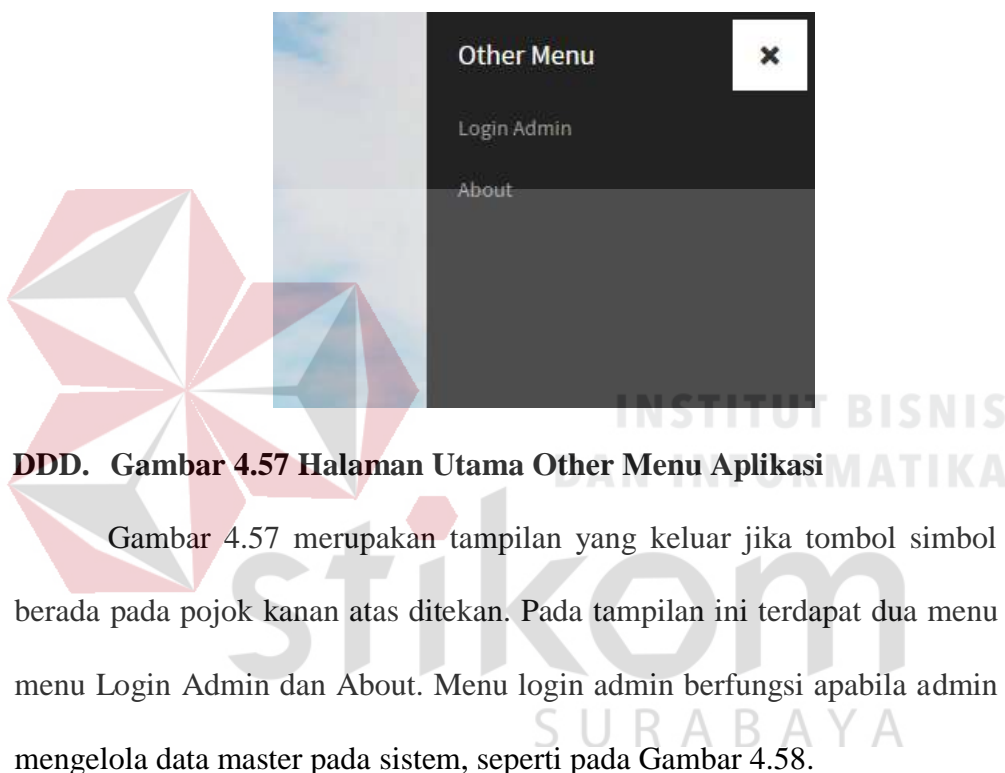 Other Menu
Login Admin
About
INSTITUT BISNIS
DAN INFORMATIKA
DDD. Gambar 4.57 Halaman Utama Other Menu Aplikasi
Gambar 4.57 merupakan tampilan yang keluar jika tombol simbol
berada pada pojok kanan atas ditekan. Pada tampilan ini terdapat dua menu
menu Login Admin dan About. Menu login admin berfungsi apabila admin
mengelola data master pada sistem, seperti pada Gambar 4.58.
stikom
SURABAYA